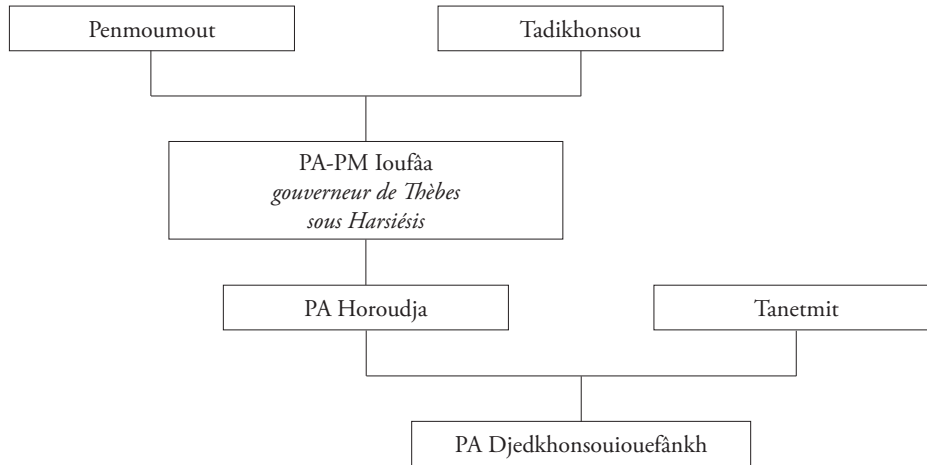 Penmoumout
Tadikhonsou
PA-PM Ioufâa
gouverneur de Thèbes
sous Harsiésis
PA Horoudja
Tanetmit
PA Djedkhonsouiouefânkh